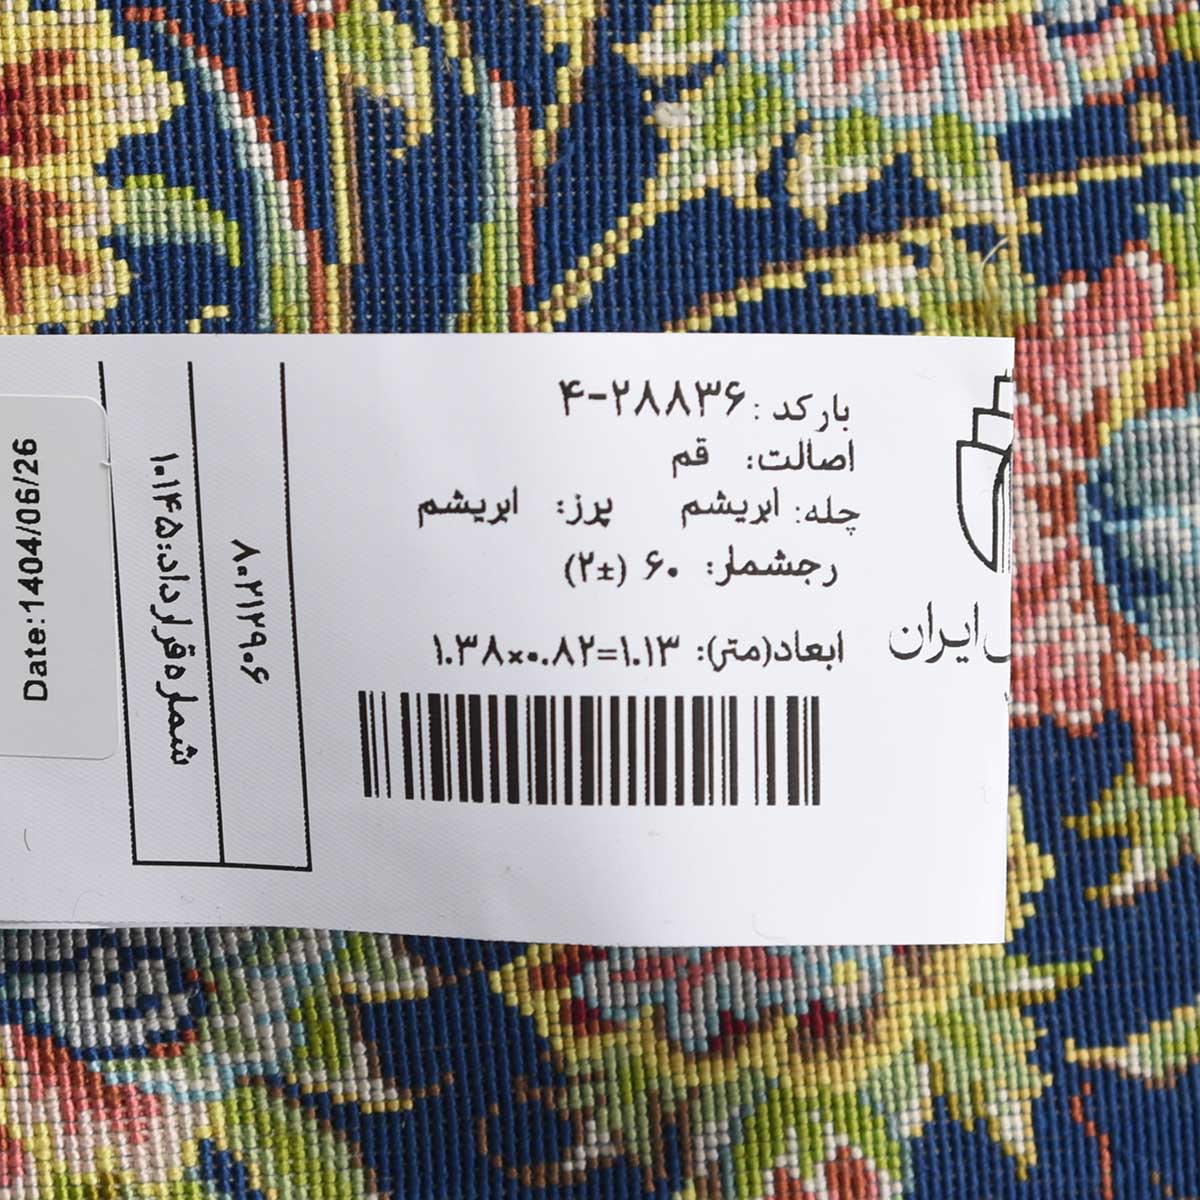 بارکد: ۴-۲۸۸۳۶
اصالت: قم
چله: ابریشم پرز: ابریشم
رجشمار: ۶۰ (±۲)
ابعاد(متر): ۱.۳۸×۰.۸۲=۱.۱۳
ایران
۸۰۲۱۲۹۰۶
شماره قرارداد:۱۰۱۴۵
Date:1404/06/26